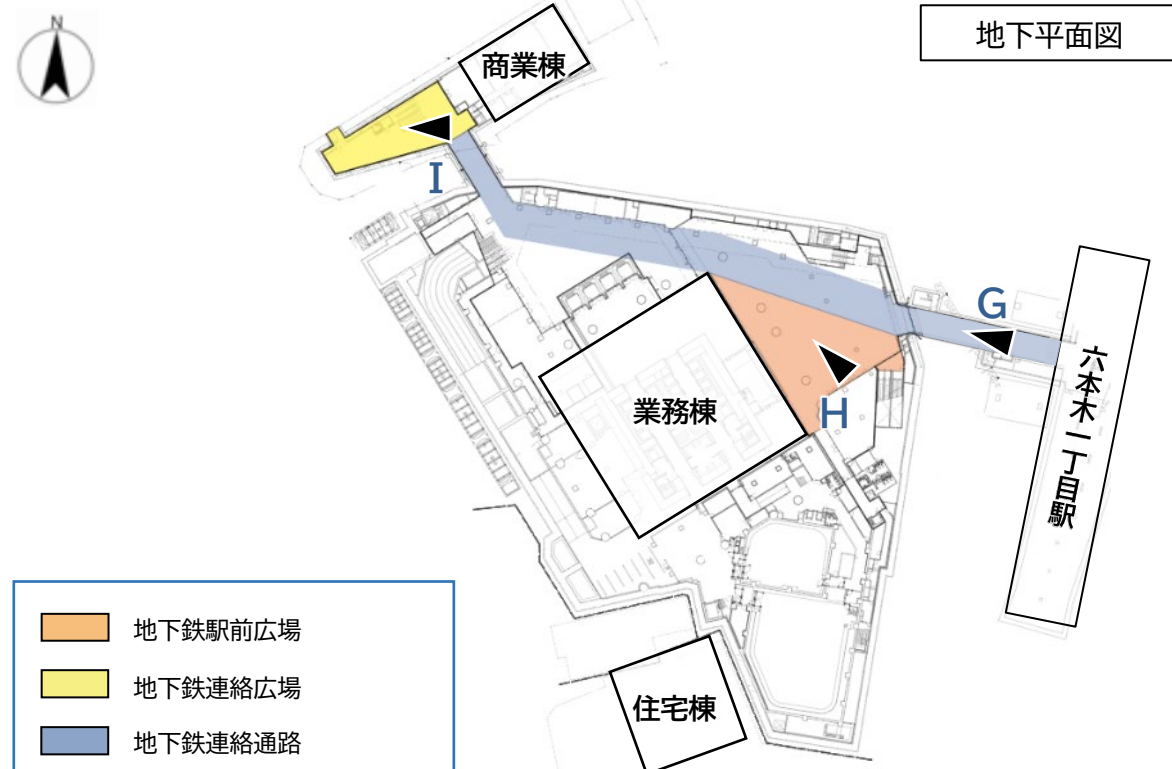 N
地下平面図
商業棟
I
G
H
業務棟
六本木一丁目駅
住宅棟
地下鉄駅前広場
地下鉄連絡広場
地下鉄連絡通路